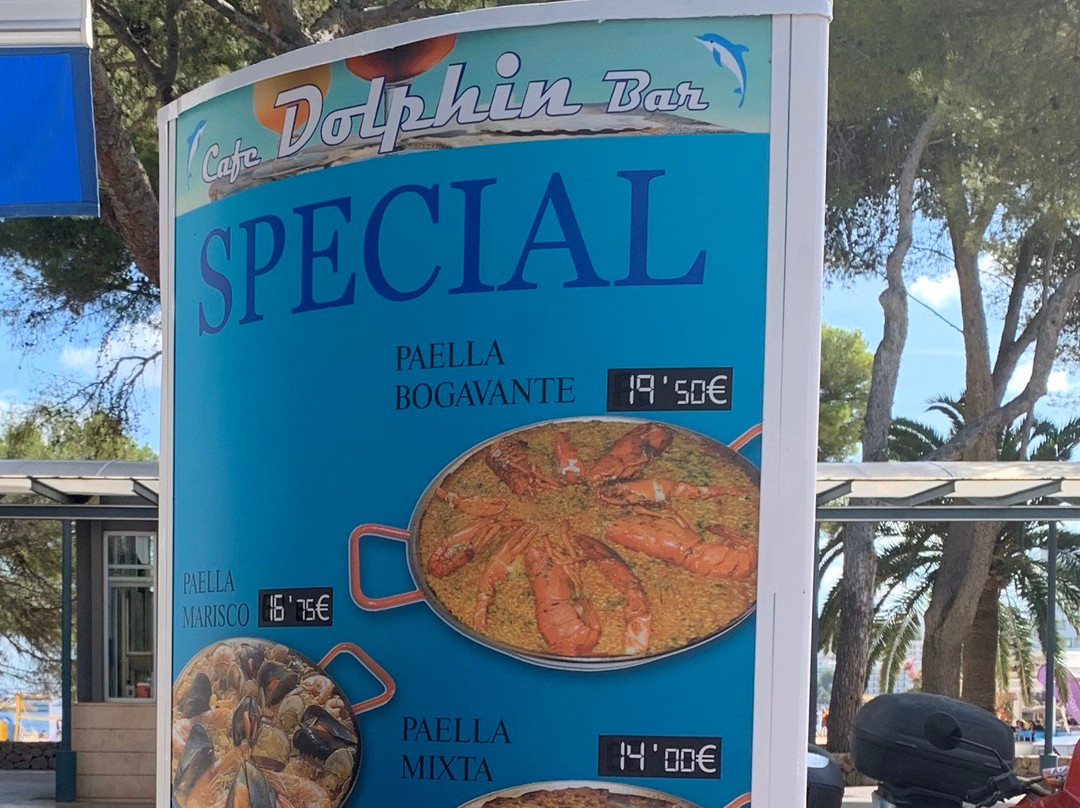 Cafe Dolphin Bar
SPECIAL
PAELLA
BOGAVANTE 19'50€
PAELLA
MARISCO 16'75€
PAELLA
MIXTA 14'00€